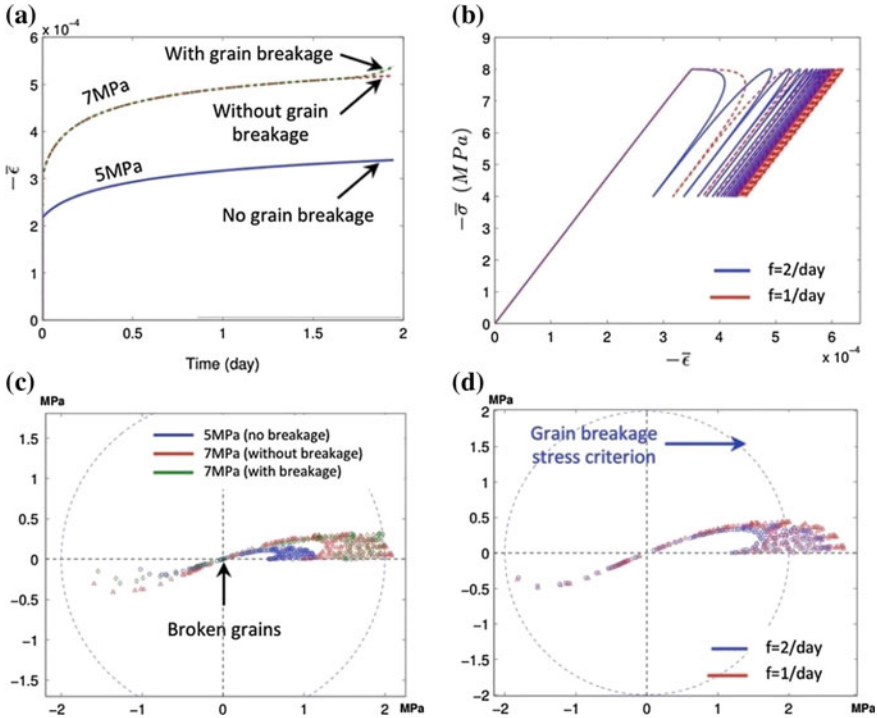 (a)
× 10⁻⁴
6
5
4
3
2
1
0
−ε̄
With grain breakage
7MPa
Without grain
breakage
5MPa
No grain breakage
0
0.5
1
1.5
2
Time (day)
(b)
9
8
7
6
5
4
3
2
1
0
−σ̄ (MPa)
f=2/day
f=1/day
0
1
2
3
4
5
6
−ε̄
x 10⁻⁴
(c)
MPa
1.5
1
0.5
0
−0.5
−1
−1.5
5MPa (no breakage)
7MPa (without breakage)
7MPa (with breakage)
Broken grains
−2
−1
0
1
2
MPa
(d)
MPa
2
1.5
1
0.5
0
−0.5
−1
−1.5
−2
Grain breakage
stress criterion
f=2/day
f=1/day
−2
−1
0
1
2
3
MPa